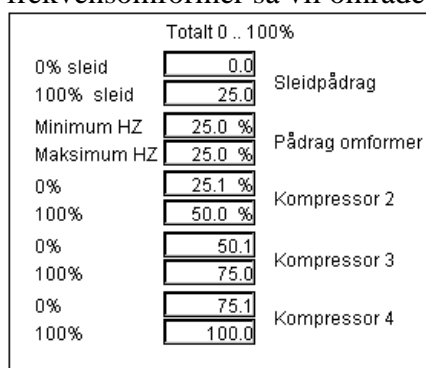 frekvensomformer så vil område
Totalt 0 .. 100%
0% sleid 0.0
100% sleid 25.0
Sleidpådrag
Minimum HZ 25.0 %
Maksimum HZ 25.0 %
Pådrag omformer
0% 25.1 %
100% 50.0 %
Kompressor 2
0% 50.1
100% 75.0
Kompressor 3
0% 75.1
100% 100.0
Kompressor 4